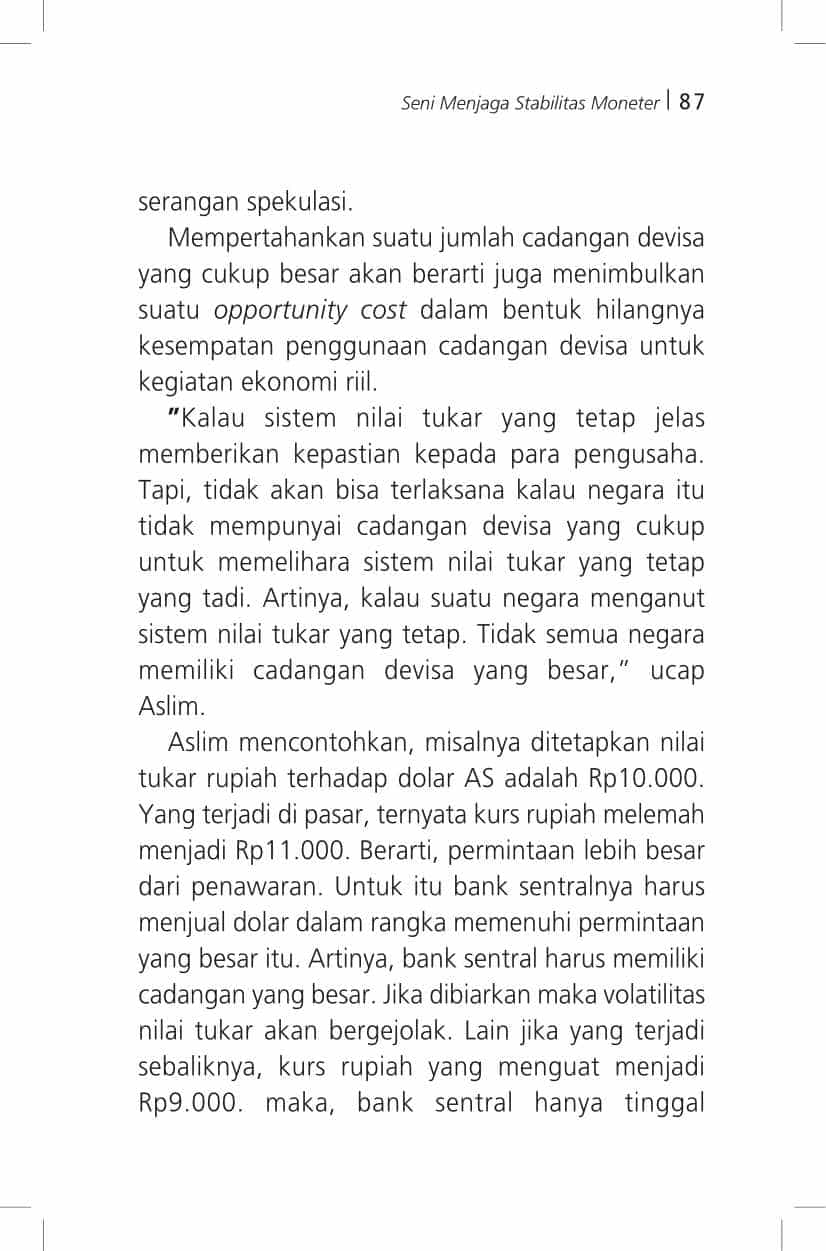 Seni Menjaga Stabilitas Moneter | 87
serangan spekulasi.
Mempertahankan suatu jumlah cadangan devisa
yang cukup besar akan berarti juga menimbulkan
suatu opportunity cost dalam bentuk hilangnya
kesempatan penggunaan cadangan devisa untuk
kegiatan ekonomi riil.
”Kalau sistem nilai tukar yang tetap jelas
memberikan kepastian kepada para pengusaha.
Tapi, tidak akan bisa terlaksana kalau negara itu
tidak mempunyai cadangan devisa yang cukup
untuk memelihara sistem nilai tukar yang tetap
yang tadi. Artinya, kalau suatu negara menganut
sistem nilai tukar yang tetap. Tidak semua negara
memiliki cadangan devisa yang besar,” ucap
Aslim.
Aslim mencontohkan, misalnya ditetapkan nilai
tukar rupiah terhadap dolar AS adalah Rp10.000.
Yang terjadi di pasar, ternyata kurs rupiah melemah
menjadi Rp11.000. Berarti, permintaan lebih besar
dari penawaran. Untuk itu bank sentralnya harus
menjual dolar dalam rangka memenuhi permintaan
yang besar itu. Artinya, bank sentral harus memiliki
cadangan yang besar. Jika dibiarkan maka volatilitas
nilai tukar akan bergejolak. Lain jika yang terjadi
sebaliknya, kurs rupiah yang menguat menjadi
Rp9.000. maka, bank sentral hanya tinggal